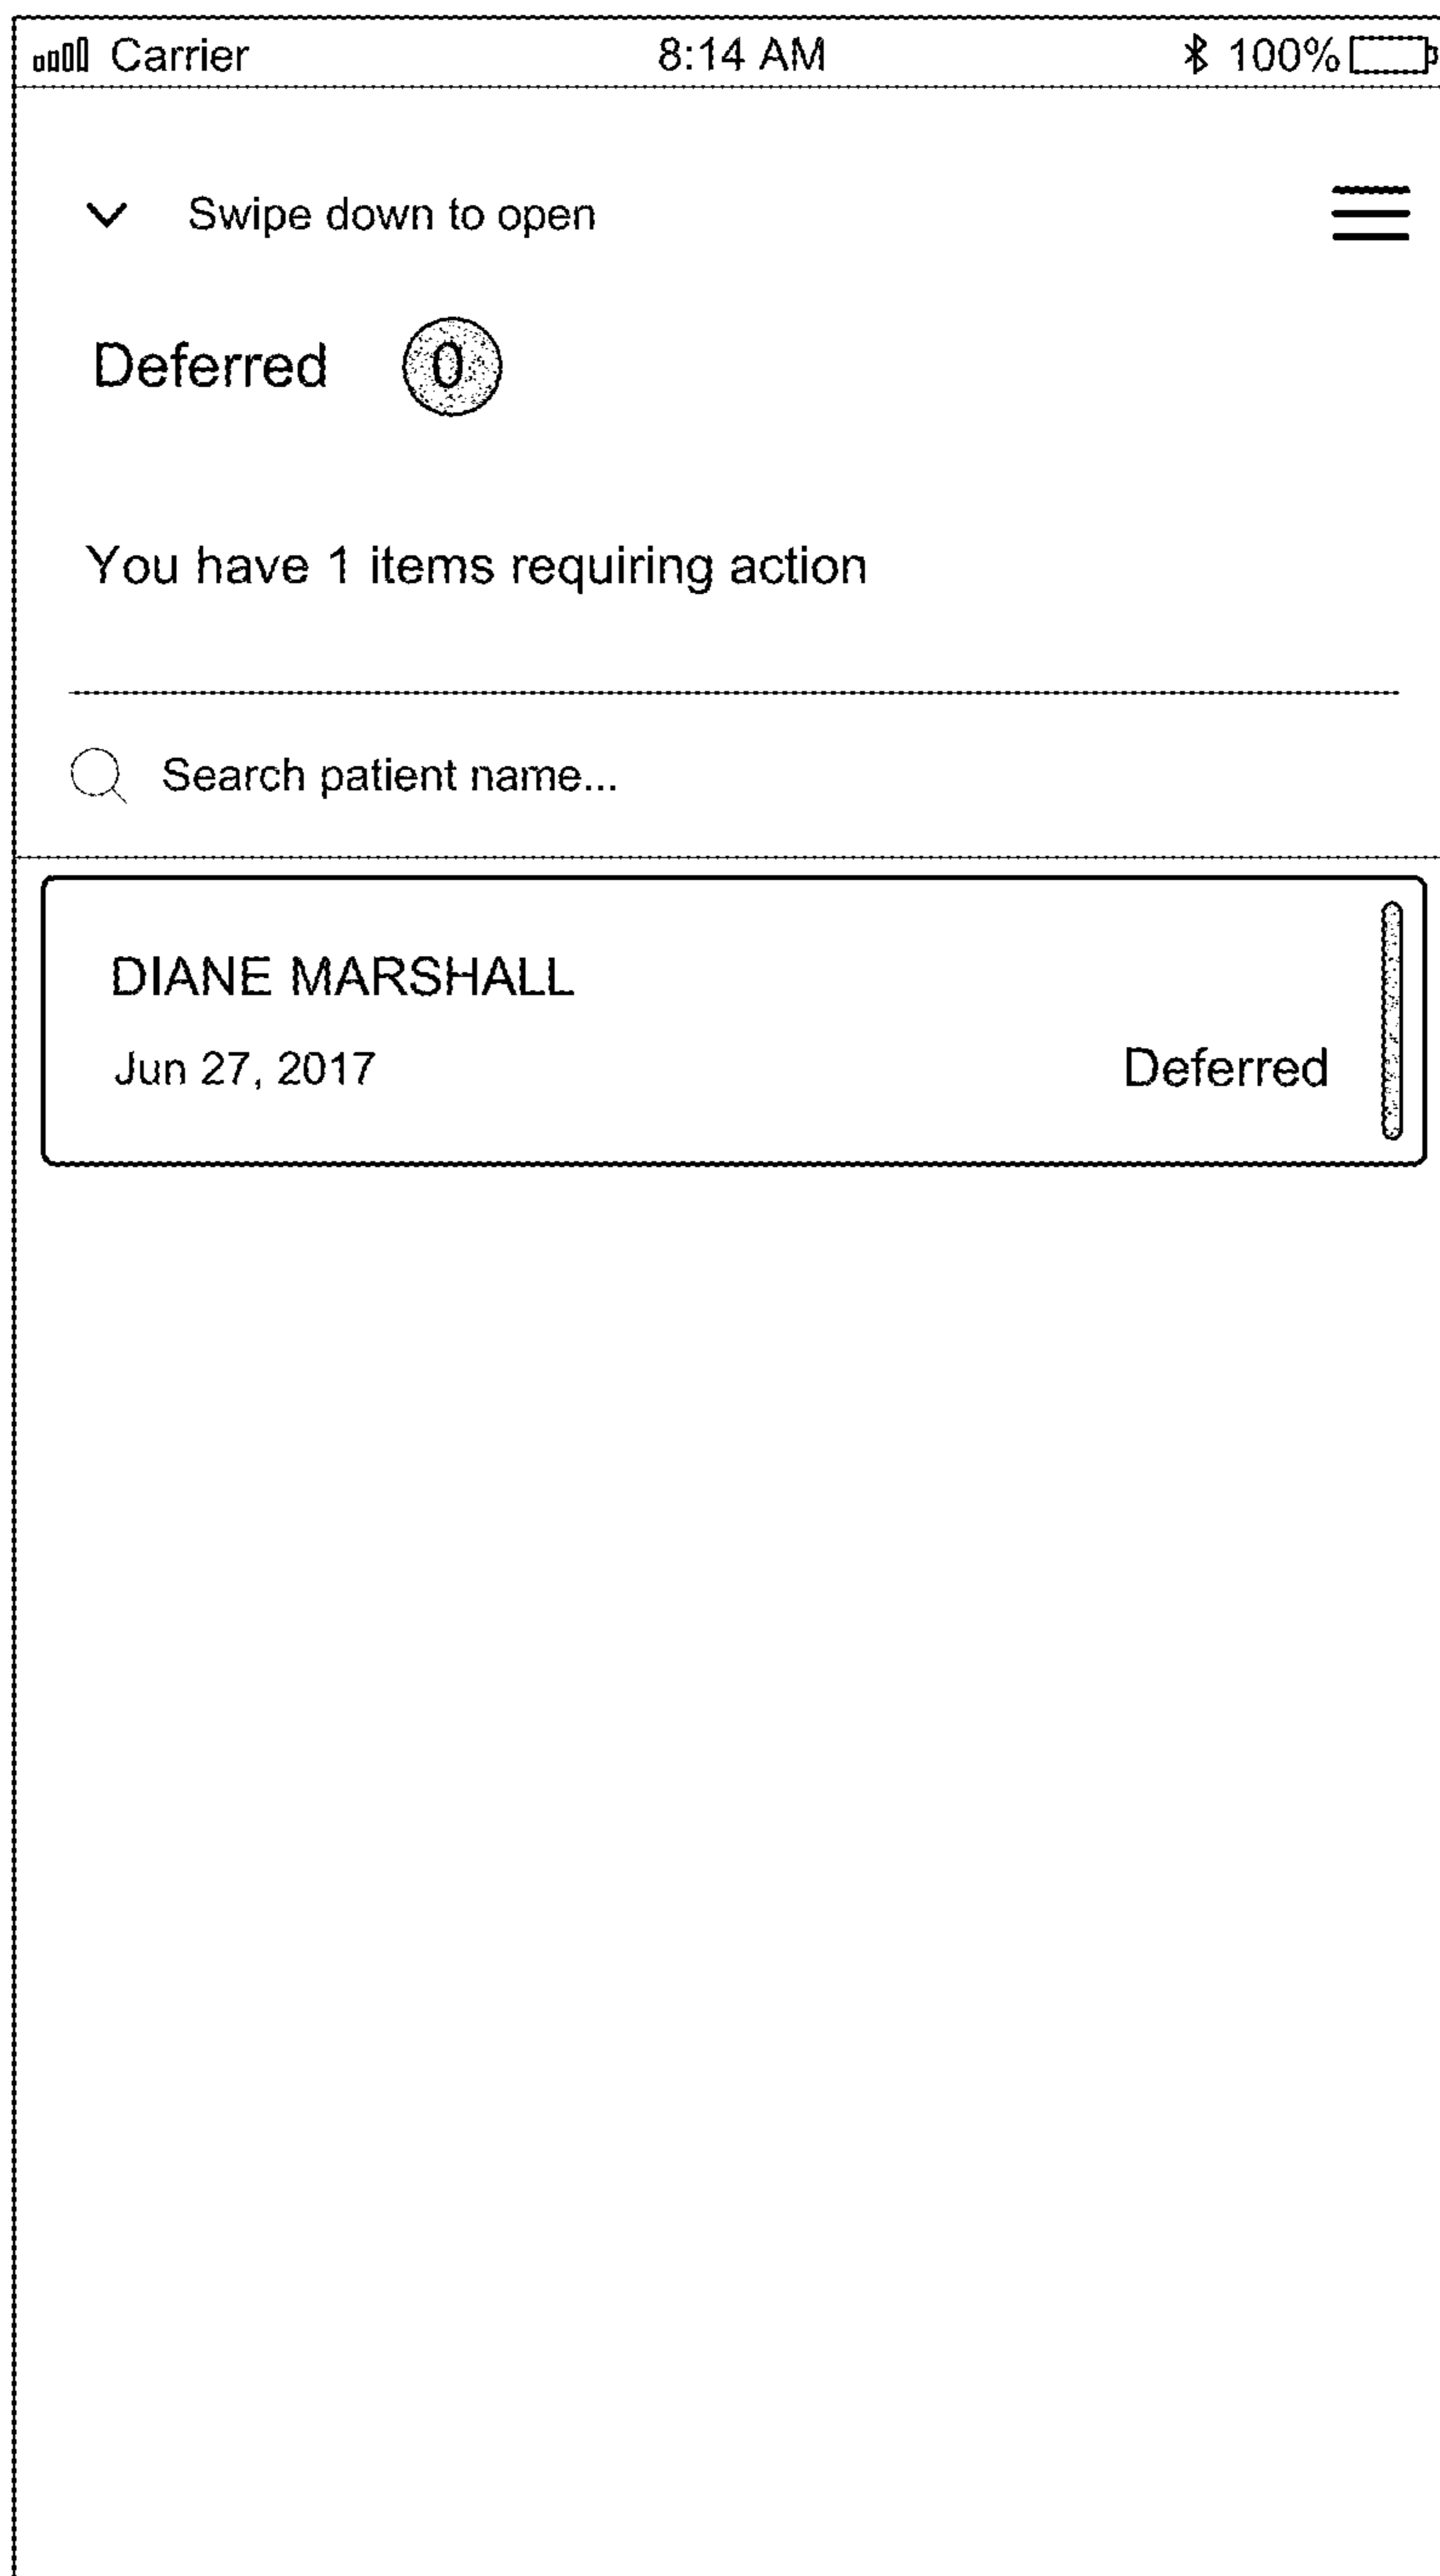 Carrier 8:14 AM 100%
Swipe down to open
Deferred 0
You have 1 items requiring action
Search patient name...
DIANE MARSHALL
Jun 27, 2017 Deferred